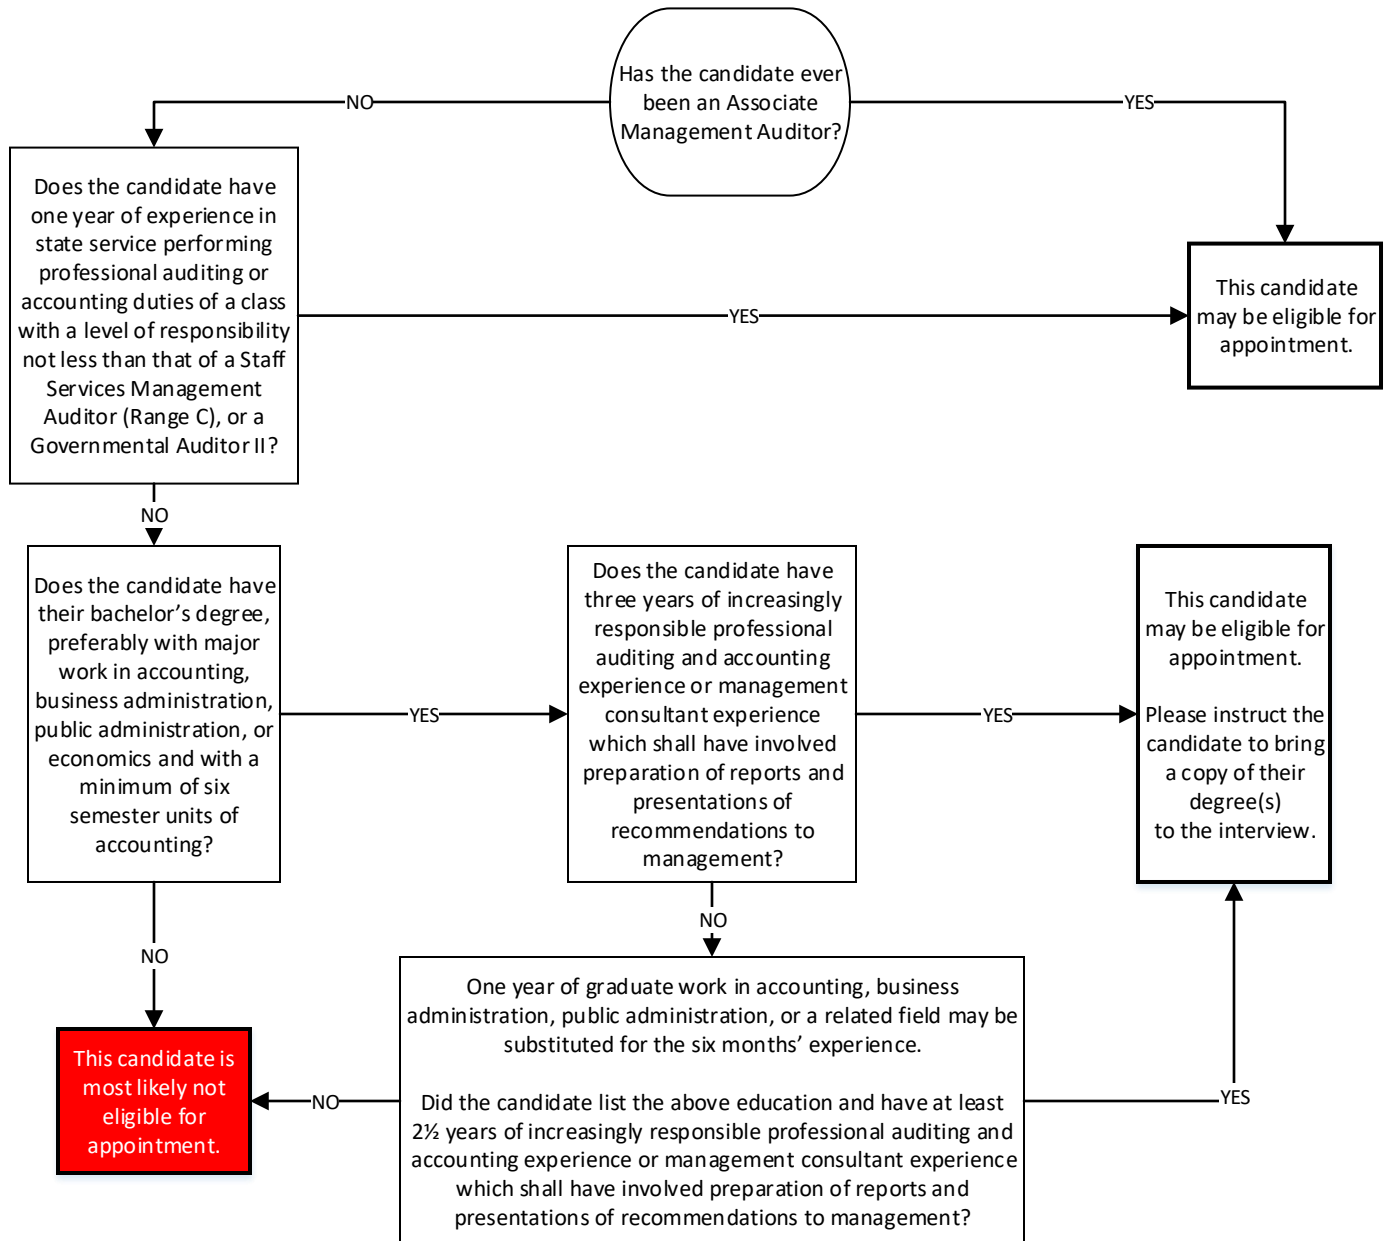 Has the candidate ever
been an Associate
Management Auditor?
NO
YES
Does the candidate have
one year of experience in
state service performing
professional auditing or
accounting duties of a class
with a level of responsibility
not less than that of a Staff
Services Management
Auditor (Range C), or a
Governmental Auditor II?
YES
This candidate
may be eligible for
appointment.
NO
Does the candidate have
their bachelor’s degree,
preferably with major
work in accounting,
business administration,
public administration, or
economics and with a
minimum of six
semester units of
accounting?
YES
Does the candidate have
three years of increasingly
responsible professional
auditing and accounting
experience or management
consultant experience
which shall have involved
preparation of reports and
presentations of
recommendations to
management?
YES
This candidate
may be eligible for
appointment.
Please instruct the
candidate to bring
a copy of their
degree(s)
to the interview.
NO
NO
This candidate is
most likely not
eligible for
appointment.
NO
One year of graduate work in accounting, business
administration, public administration, or a related field may be
substituted for the six months’ experience.
Did the candidate list the above education and have at least
2½ years of increasingly responsible professional auditing and
accounting experience or management consultant experience
which shall have involved preparation of reports and
presentations of recommendations to management?
YES